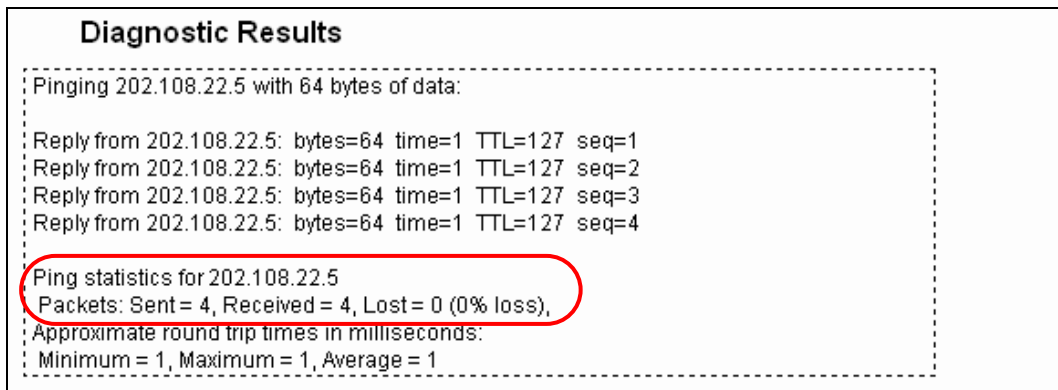 Diagnostic Results
Pinging 202.108.22.5 with 64 bytes of data:
Reply from 202.108.22.5: bytes=64 time=1 TTL=127 seq=1
Reply from 202.108.22.5: bytes=64 time=1 TTL=127 seq=2
Reply from 202.108.22.5: bytes=64 time=1 TTL=127 seq=3
Reply from 202.108.22.5: bytes=64 time=1 TTL=127 seq=4
Ping statistics for 202.108.22.5
Packets: Sent = 4, Received = 4, Lost = 0 (0% loss),
Approximate round trip times in milliseconds:
Minimum = 1, Maximum = 1, Average = 1